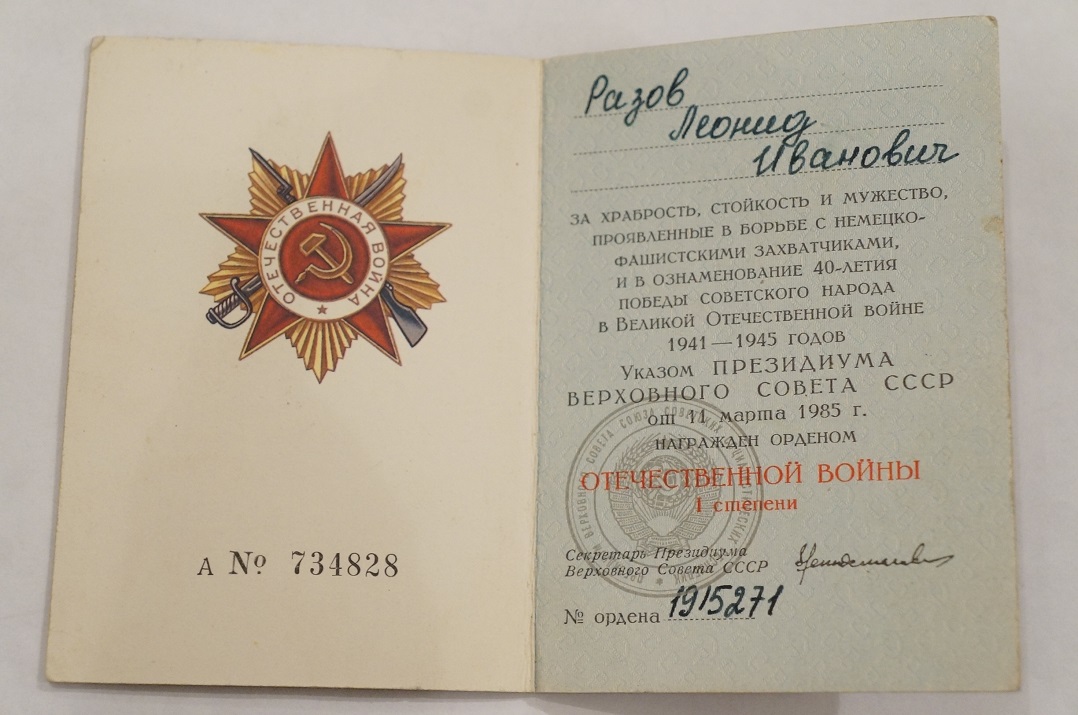 ОТЕЧЕСТВЕННАЯ ВОЙНА
А № 734828
Разов
Леонид
Иванович
ЗА ХРАБРОСТЬ, СТОЙКОСТЬ И МУЖЕСТВО,
ПРОЯВЛЕННЫЕ В БОРЬБЕ С НЕМЕЦКО-
ФАШИСТСКИМИ ЗАХВАТЧИКАМИ,
И В ОЗНАМЕНОВАНИЕ 40-ЛЕТИЯ
ПОБЕДЫ СОВЕТСКОГО НАРОДА
В ВЕЛИКОЙ ОТЕЧЕСТВЕННОЙ ВОЙНЕ
1941—1945 ГОДОВ
УКАЗОМ ПРЕЗИДИУМА
ВЕРХОВНОГО СОВЕТА СССР
от 11 марта 1985 г.
НАГРАЖДЕН ОРДЕНОМ
ОТЕЧЕСТВЕННОЙ ВОЙНЫ
I степени
Секретарь Президиума
Верховного Совета СССР
№ ордена 1915271